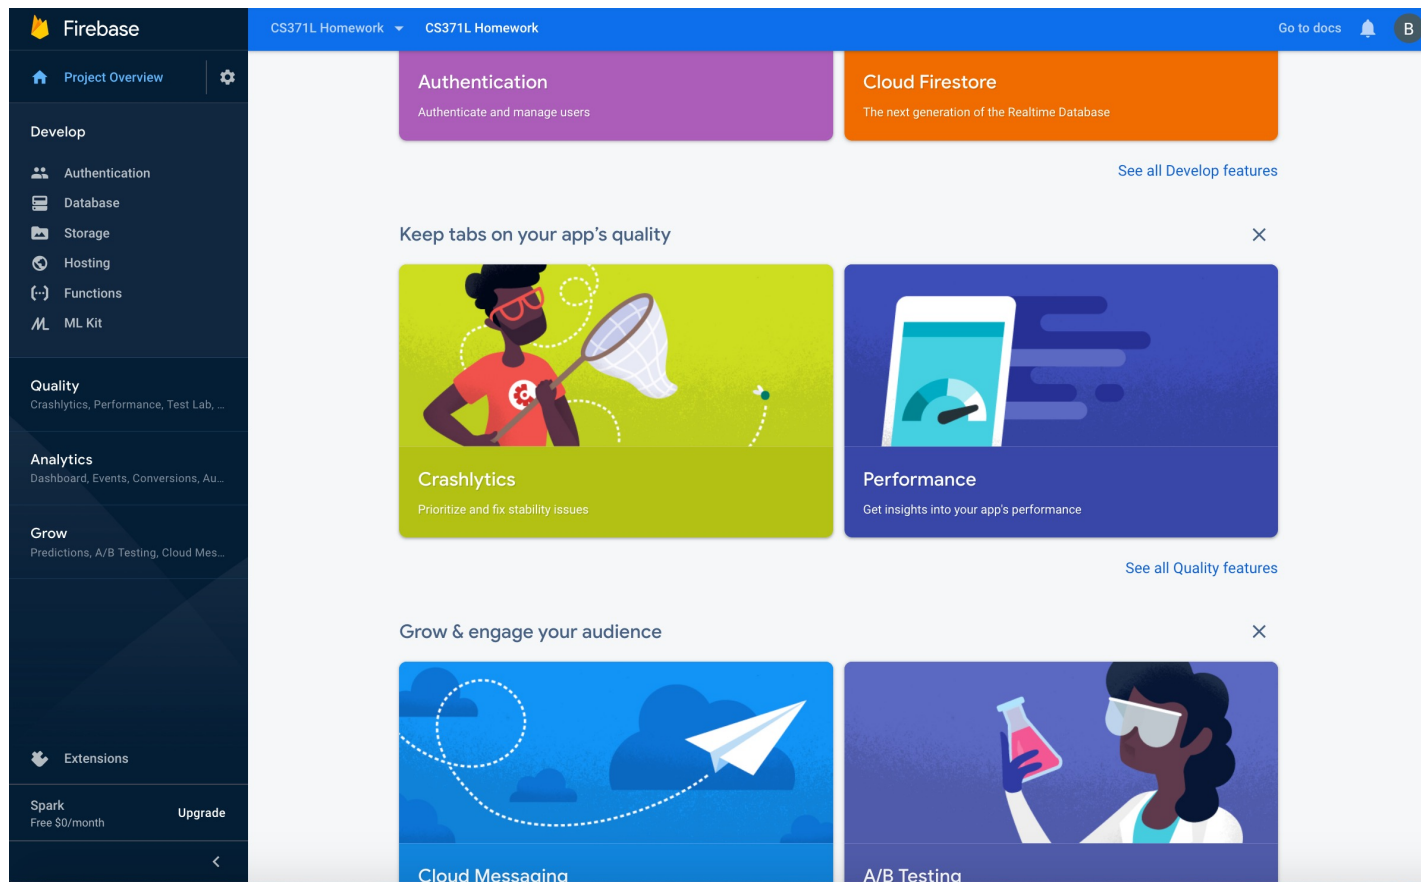 Firebase
CS371L Homework
CS371L Homework
Go to docs
B
Project Overview
Develop
Authentication
Database
Storage
Hosting
Functions
ML Kit
Quality
Crashlytics, Performance, Test Lab, ...
Analytics
Dashboard, Events, Conversions, Au...
Grow
Predictions, A/B Testing, Cloud Mes...
Extensions
Spark
Free $0/month
Upgrade
Authentication
Authenticate and manage users
Cloud Firestore
The next generation of the Realtime Database
See all Develop features
Keep tabs on your app's quality
Crashlytics
Prioritize and fix stability issues
Performance
Get insights into your app's performance
See all Quality features
Grow & engage your audience
Cloud Messaging
A/B Testing